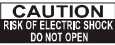 CAUTION
RISK OF ELECTRIC SHOCK
DO NOT OPEN